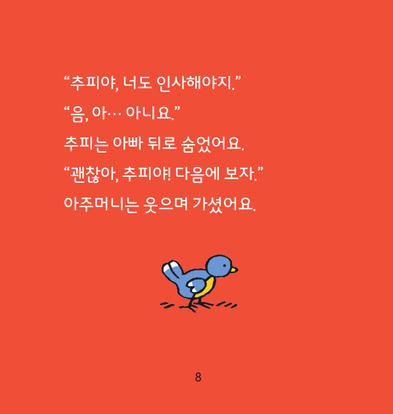 “추피야, 너도 인사해야지.”
“음, 아… 아니요.”
추피는 아빠 뒤로 숨었어요.
“괜찮아, 추피야! 다음에 보자.”
아주머니는 웃으며 가셨어요.
8